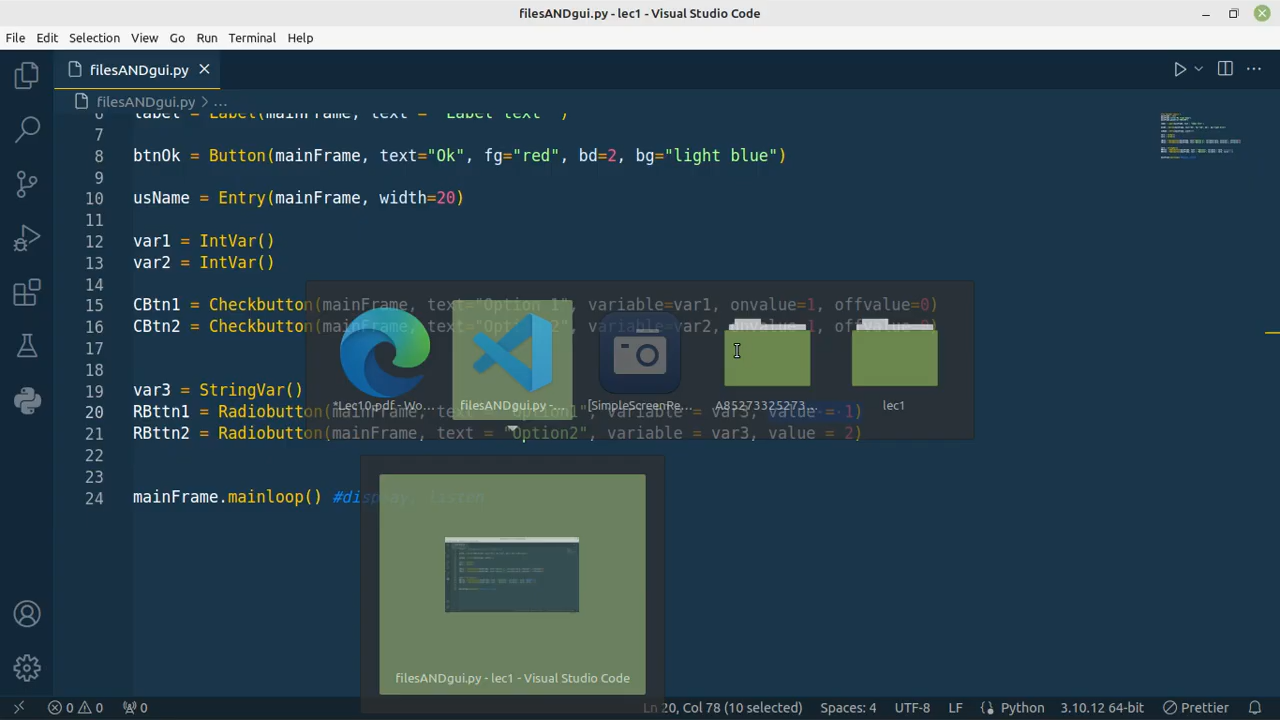 filesANDgui.py - lec1 - Visual Studio Code
File Edit Selection View Go Run Terminal Help
filesANDgui.py
filesANDgui.py > ...
6 label = Label(mainFrame, text = "Label text" )
7
8 btnOk = Button(mainFrame, text="Ok", fg="red", bd=2, bg="light blue")
9
10 usName = Entry(mainFrame, width=20)
11
12 var1 = IntVar()
13 var2 = IntVar()
14
15 CBtn1 = Checkbutton(mainFrame, text="Option 1", variable=var1, onvalue=1, offvalue=0)
16 CBtn2 = Checkbutton(mainFrame, text="Option 2", variable=var2, onvalue=1, offvalue=0)
17
18
19 var3 = StringVar()
20 RBttn1 = Radiobutton(mainFrame, text = "Option1", variable = var3, value = 1)
21 RBttn2 = Radiobutton(mainFrame, text = "Option2", variable = var3, value = 2)
22
23
24 mainFrame.mainloop() #display, listen
*Lec10.pdf - Wo... filesANDgui.py -... [SimpleScreenRe... A85273325273... lec1
filesANDgui.py - lec1 - Visual Studio Code
0 0 0 Ln 20, Col 78 (10 selected) Spaces: 4 UTF-8 LF Python 3.10.12 64-bit Prettier